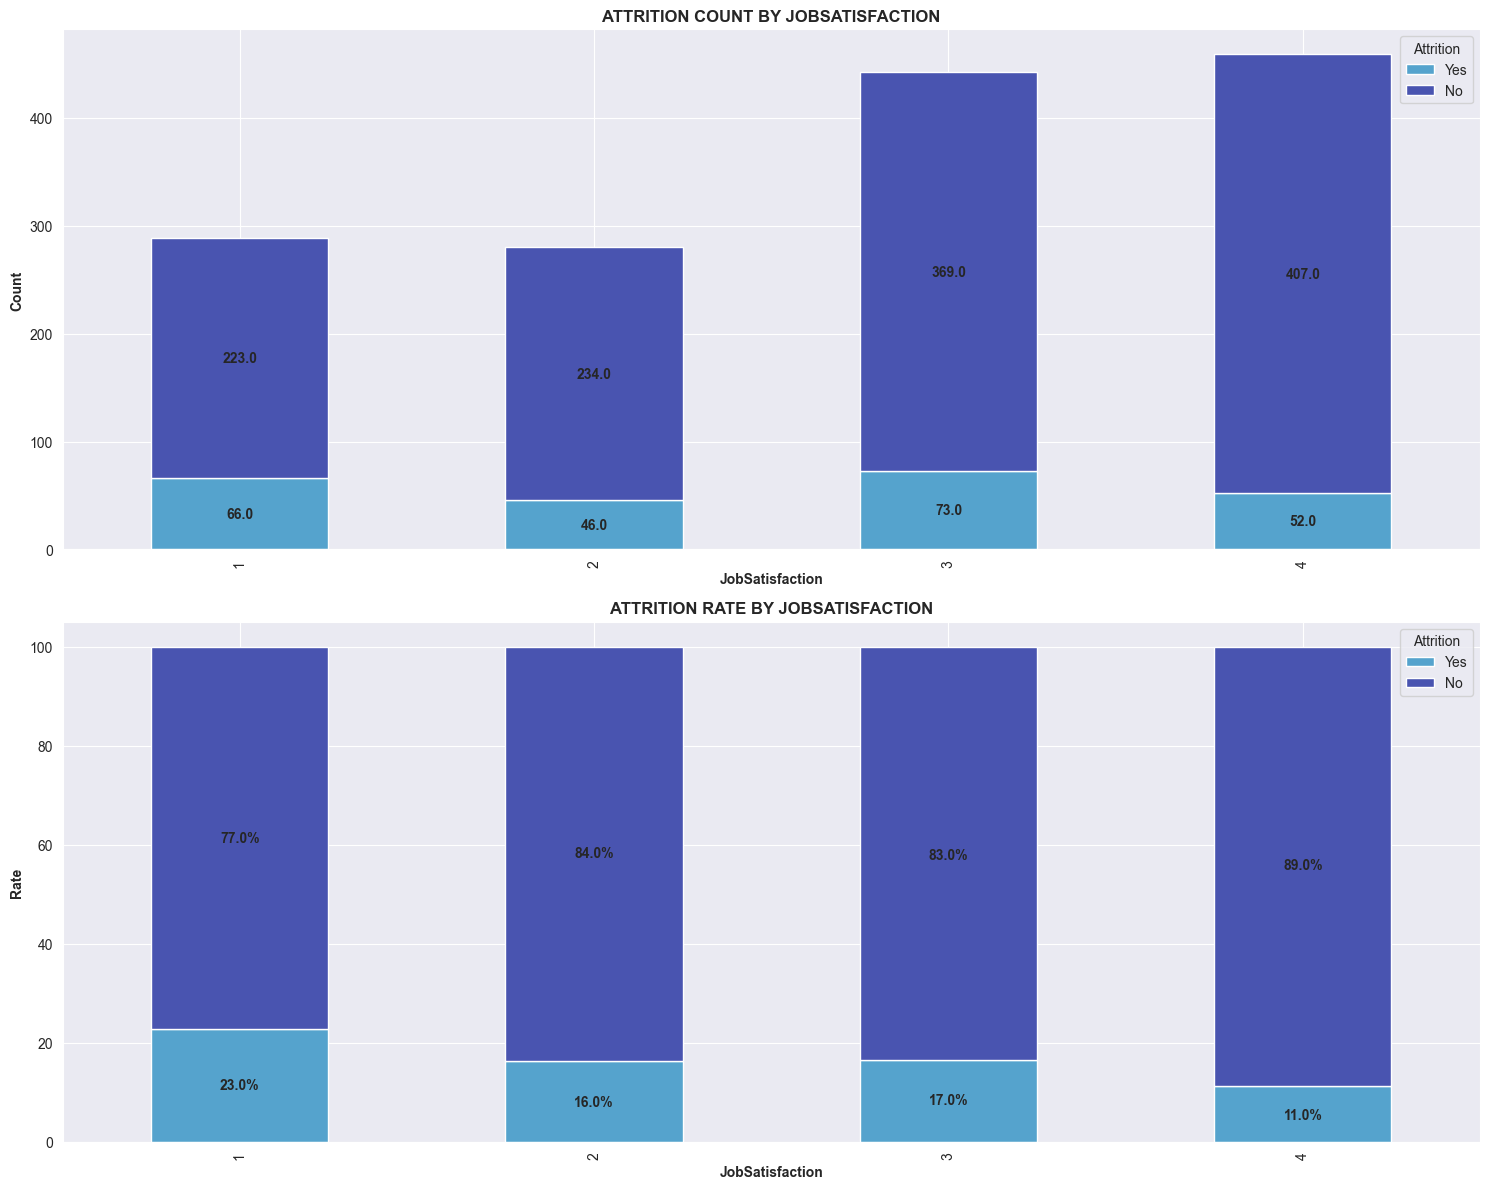 ATTRITION COUNT BY JOBSATISFACTION
Attrition
Yes
No
Count
400
300
200
100
0
223.0
234.0
369.0
407.0
66.0
46.0
73.0
52.0
1
2
3
4
JobSatisfaction
ATTRITION RATE BY JOBSATISFACTION
Attrition
Yes
No
Rate
100
80
60
40
20
0
77.0%
84.0%
83.0%
89.0%
23.0%
16.0%
17.0%
11.0%
1
2
3
4
JobSatisfaction